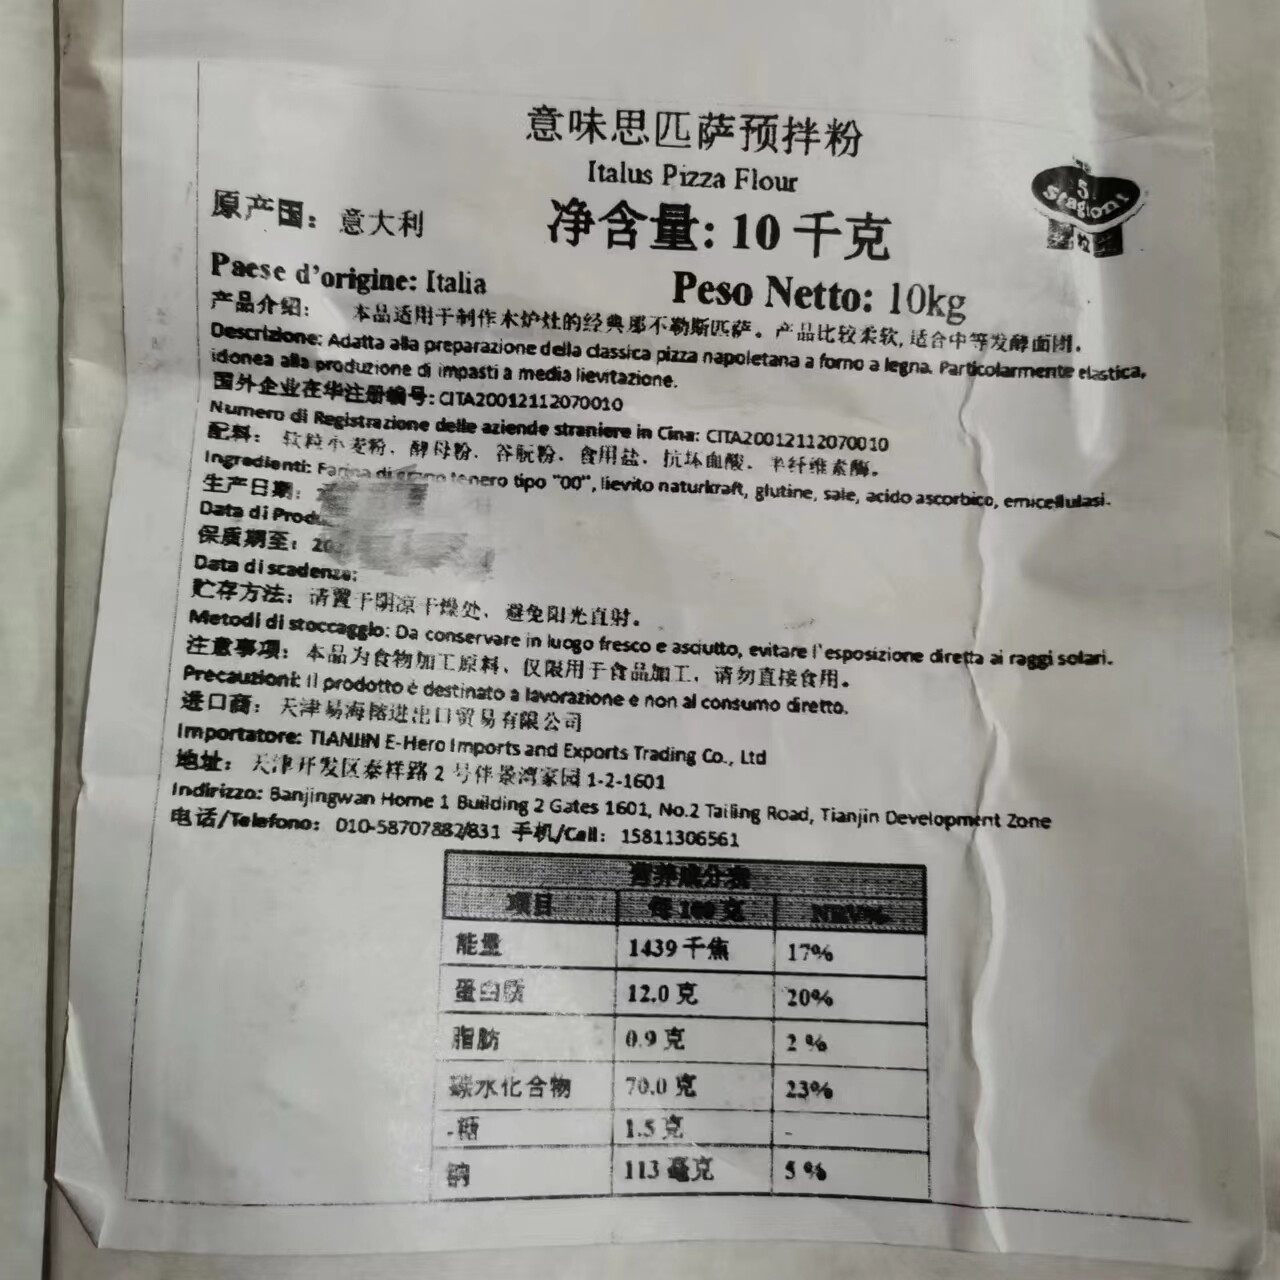 意味思匹萨预拌粉
Italus Pizza Flour
5
Stagioni
原产国：意大利 净含量: 10 千克
Paese d'origine: Italia Peso Netto: 10kg
产品介绍： 本品适用于制作木炉灶的经典那不勒斯匹萨。产品比较柔软, 适合中等发酵面团.
Descrizione: Adatta alla preparazione della classica pizza napoletana a forno a legna. Particolarmente elastica,
idonea alla produzione di impasti a media lievitazione.
国外企业在华注册编号: CITA20012112070010
Numero di Registrazione delle aziende straniere in Cina: CITA20012112070010
配料： 软粒小麦粉、酵母粉、谷朊粉、食用盐、抗坏血酸、半纤维素酶。
Ingredienti: Farina di grano tenero tipo "00", lievito naturkraft, glutine, sale, acido ascorbico, emicellulasi.
生产日期：
Data di Produ
保质期至：20
Data di scadenze:
贮存方法： 请置于阴凉干燥处、避免阳光直射.
Metodi di stoccaggio: Da conservare in luogo fresco e asciutto, evitare l'esposizione diretta ai raggi solari.
注意事项： 本品为食物加工原料、仅限用于食品加工，请勿直接食用。
Precauzioni: Il prodotto è destinato a lavorazione e non al consumo diretto.
进口商： 天津易海榕进出口贸易有限公司
Importatore: TIANJIN E-Hero Imports and Exports Trading Co., Ltd
地址： 天津开发区泰祥路 2 号伴景湾家园 1-2-1601
Indirizzo: Banjingwan Home 1 Building 2 Gates 1601, No.2 Tailing Road, Tianjin Development Zone
电话/Telefono： 010-58707882/831 手机/Cell： 15811306561
营养成分表
项目 每 100 克 NRV%
能量 1439 千焦 17%
蛋白质 12.0 克 20%
脂肪 0.9 克 2 %
碳水化合物 70.0 克 23%
-糖 1.5 克 -
钠 113 毫克 5 %